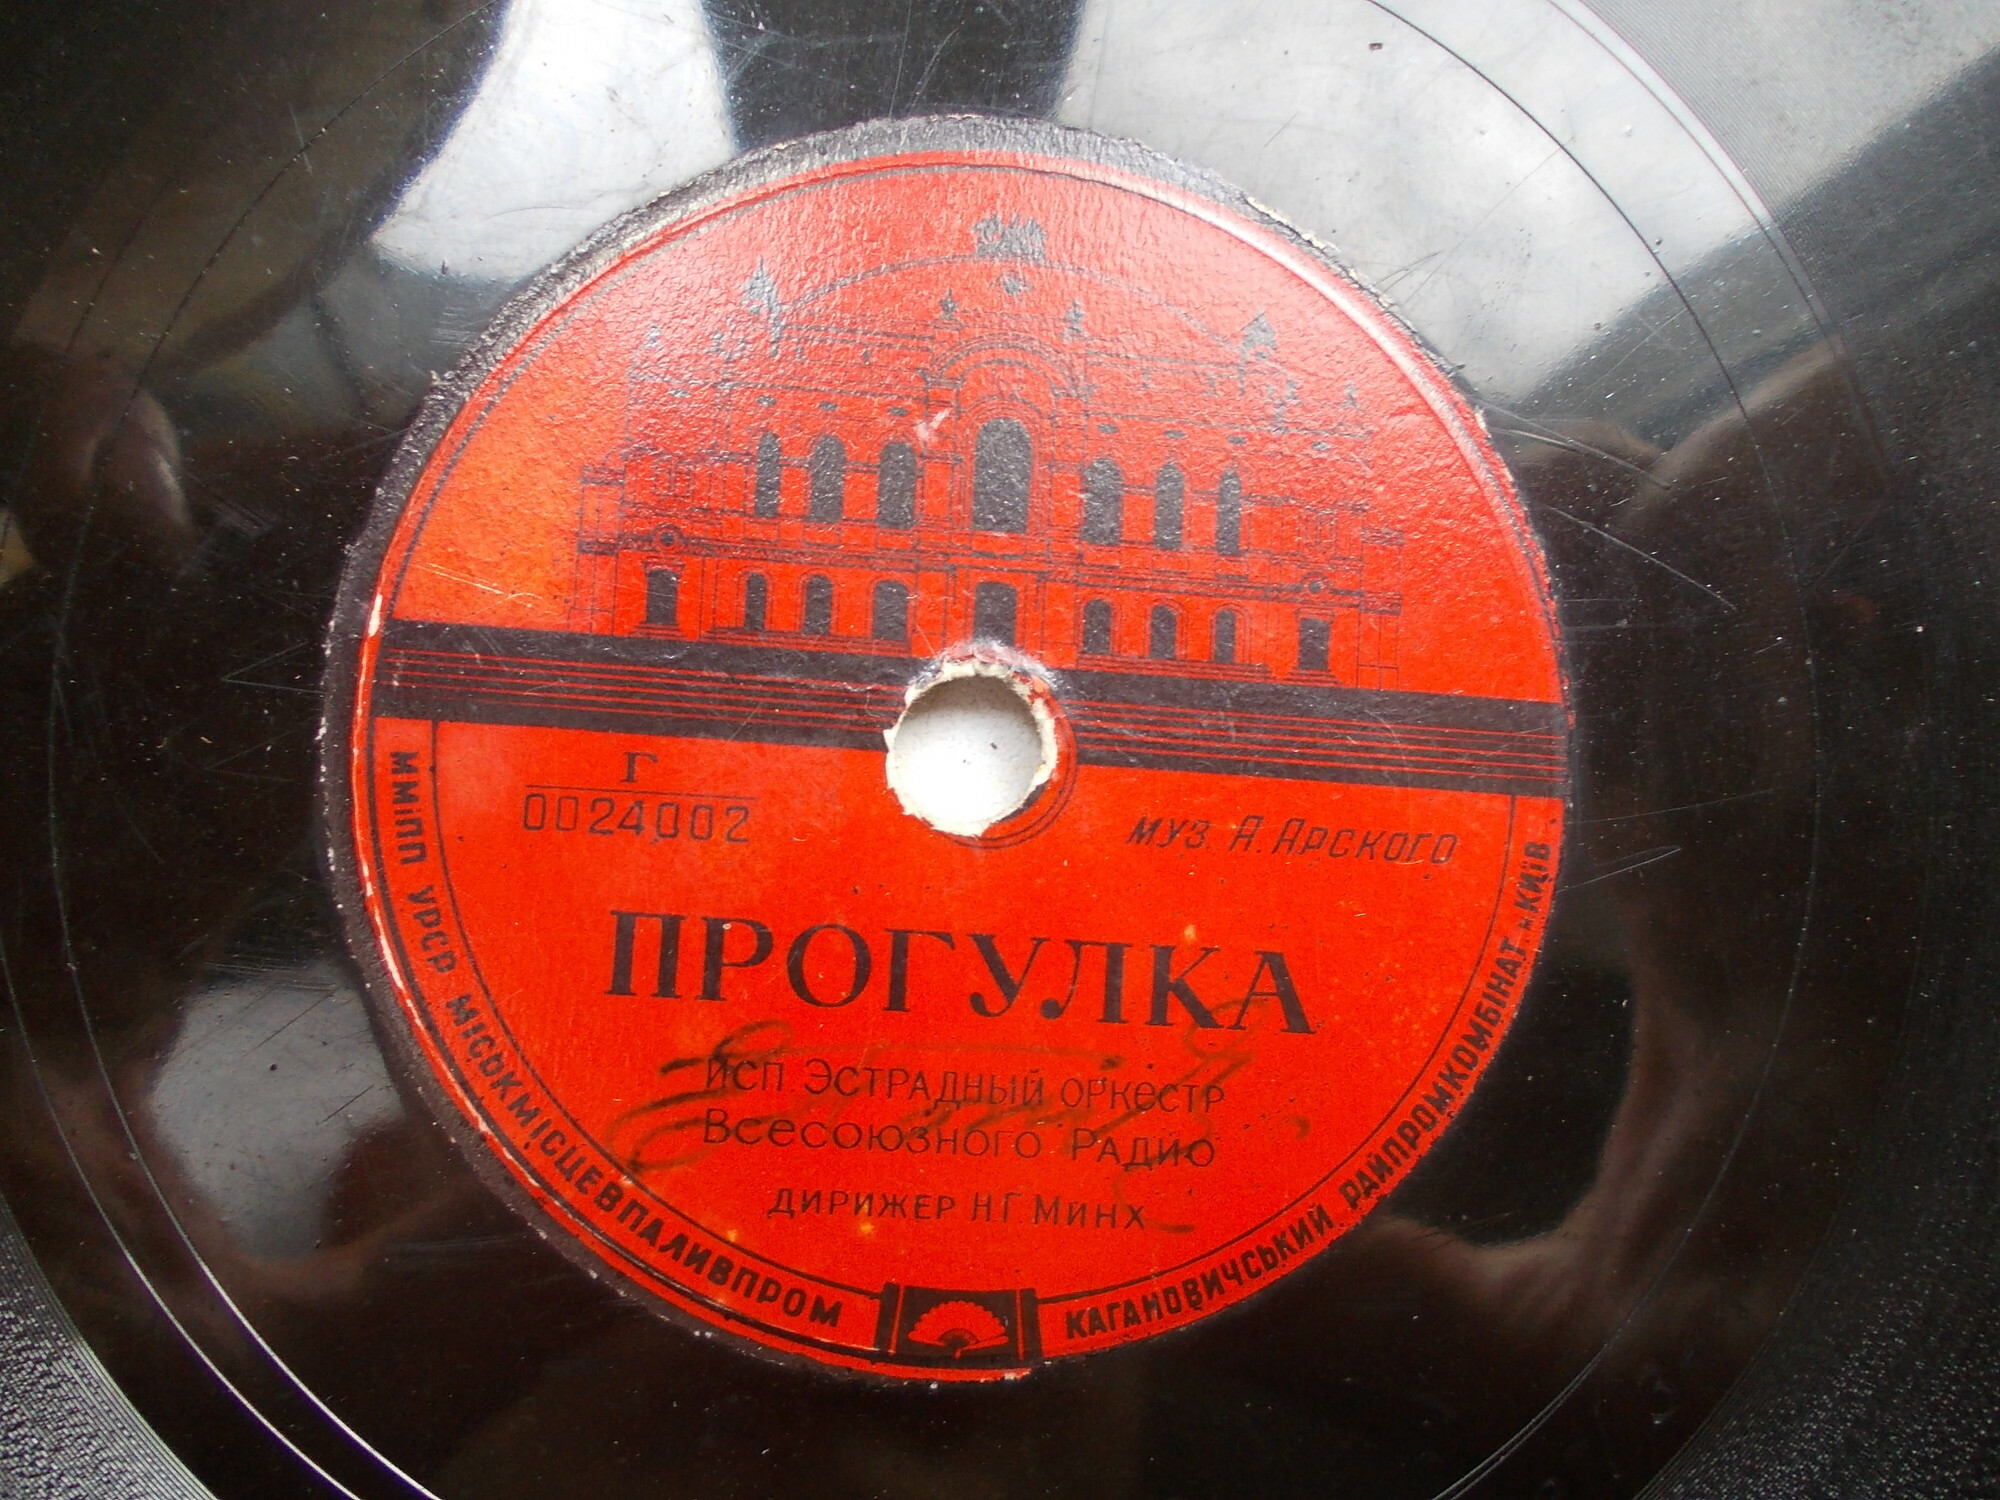 Г
0024002
муз. А. Арского
ПРОГУЛКА
исп. Эстрадный оркестр
Всесоюзного Радио
дирижер Н Г Минх
ММІПП УРСР МІСЬКМІСЦЕВПАЛИВПРОМ
КАГАНОВИЧСЬКИЙ РАЙПРОМКОМБІНАТ м КИЇВ